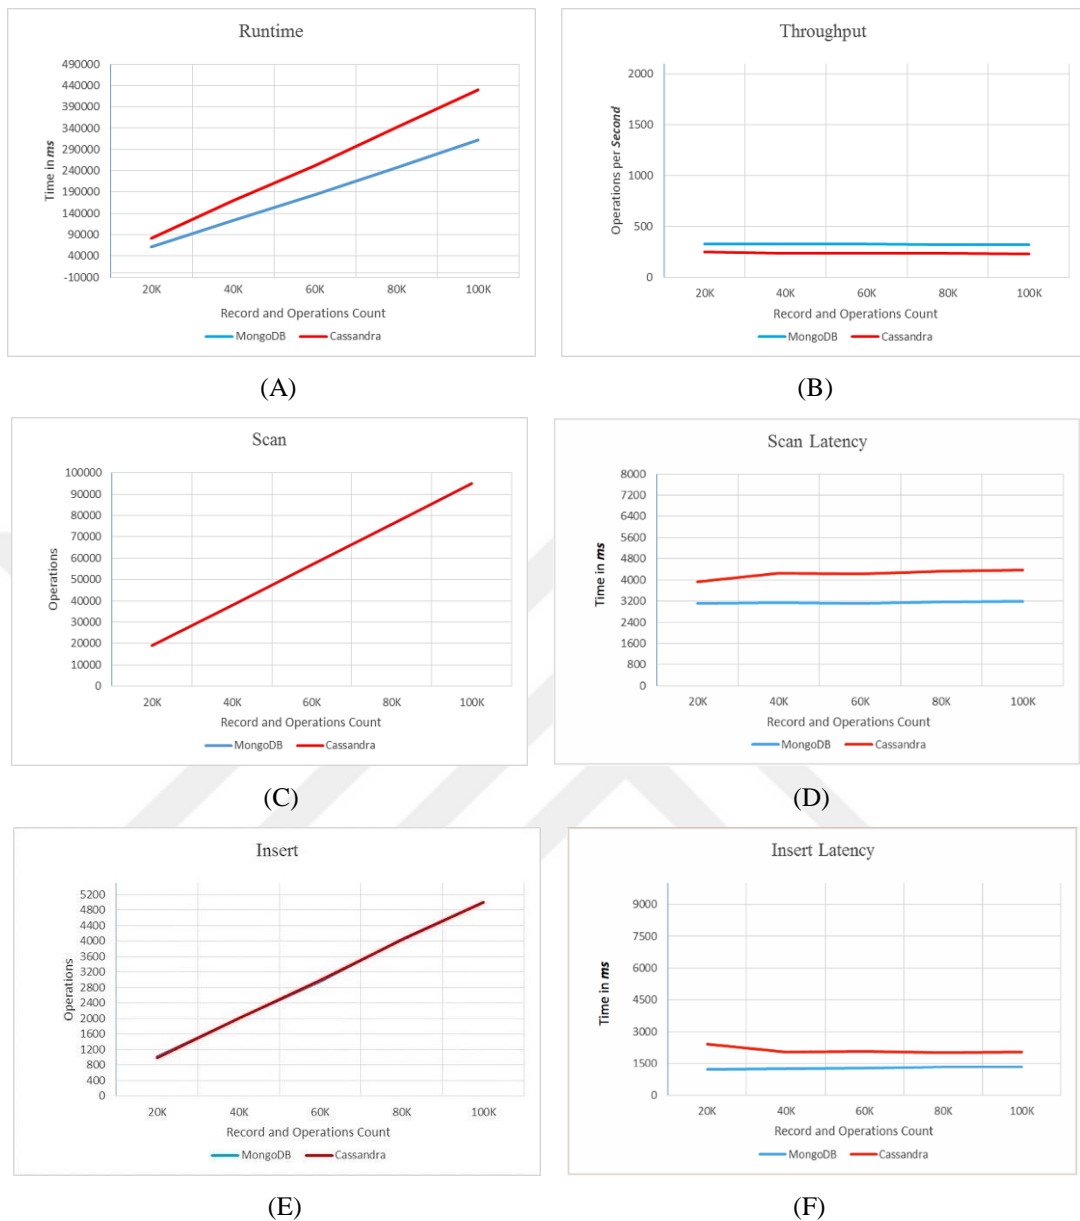 Runtime
490000
440000
390000
340000
290000
240000
190000
140000
90000
40000
-10000
Time in ms
20K 40K 60K 80K 100K
Record and Operations Count
MongoDB Cassandra
(A)
Throughput
2000
1500
1000
500
0
Operations per Second
20K 40K 60K 80K 100K
Record and Operations Count
MongoDB Cassandra
(B)
Scan
100000
90000
80000
70000
60000
50000
40000
30000
20000
10000
0
Operations
20K 40K 60K 80K 100K
Record and Operations Count
MongoDB Cassandra
(C)
Scan Latency
8000
7200
6400
5600
4800
4000
3200
2400
1600
800
0
Time in ms
20K 40K 60K 80K 100K
Record and Operations Count
MongoDB Cassandra
(D)
Insert
5200
4800
4400
4000
3600
3200
2800
2400
2000
1600
1200
800
400
0
Operations
20K 40K 60K 80K 100K
Record and Operations Count
MongoDB Cassandra
(E)
Insert Latency
9000
7500
6000
4500
3000
1500
0
Time in ms
20K 40K 60K 80K 100K
Record and Operations Count
MongoDB Cassandra
(F)